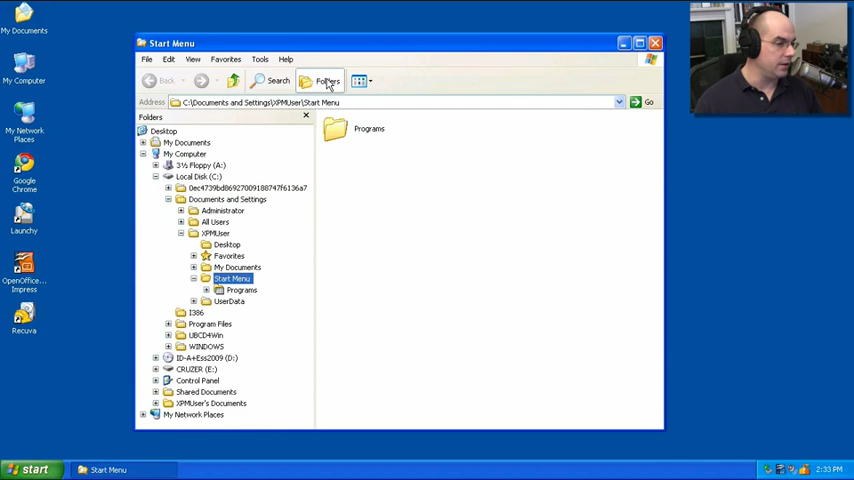 My Documents
My Computer
My Network
Places
Google
Chrome
Launchy
OpenOffice....
Impress
Recuva
Start Menu
File Edit View Favorites Tools Help
Back Search Folders
Address C:\Documents and Settings\XPMUser\Start Menu Go
Folders
Desktop
My Documents
My Computer
3½ Floppy (A:)
Local Disk (C:)
0ec4739bd86927009188747f6136a7
Documents and Settings
Administrator
All Users
XPMUser
Desktop
Favorites
My Documents
Start Menu
Programs
UserData
I386
Program Files
UBCD4Win
WINDOWS
ID-A+Ess2009 (D:)
CRUZER (E:)
Control Panel
Shared Documents
XPMUser's Documents
My Network Places
Programs
start
Start Menu
2:33 PM